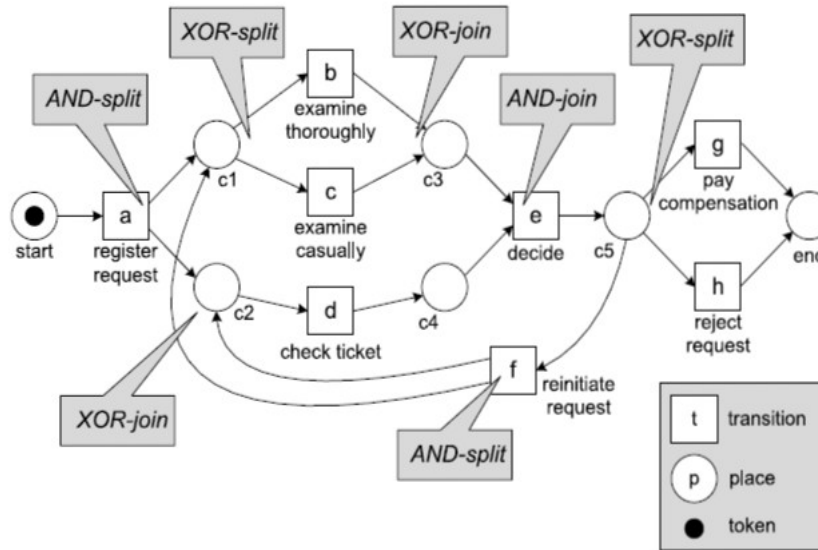 XOR-split
XOR-join
XOR-split
AND-split
b
AND-join
examine
thoroughly
g
pay
compensation
c1
c3
a
c
e
start
register
request
examine
casually
decide
c5
end
c2
d
c4
h
check ticket
reject
request
f
reinitiate
request
XOR-join
AND-split
t
transition
p
place
token